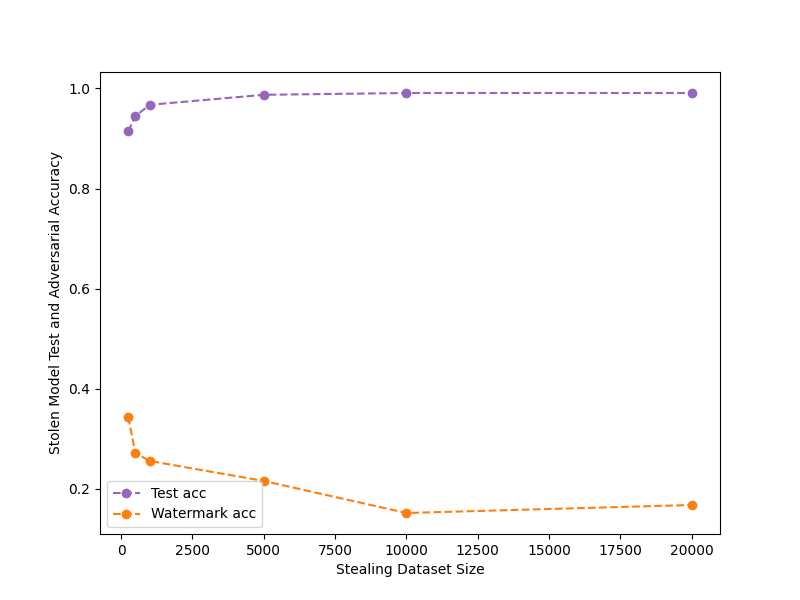 1.0
0.8
0.6
0.4
0.2
Stolen Model Test and Adversarial Accuracy
Test acc
Watermark acc
0 2500 5000 7500 10000 12500 15000 17500 20000
Stealing Dataset Size